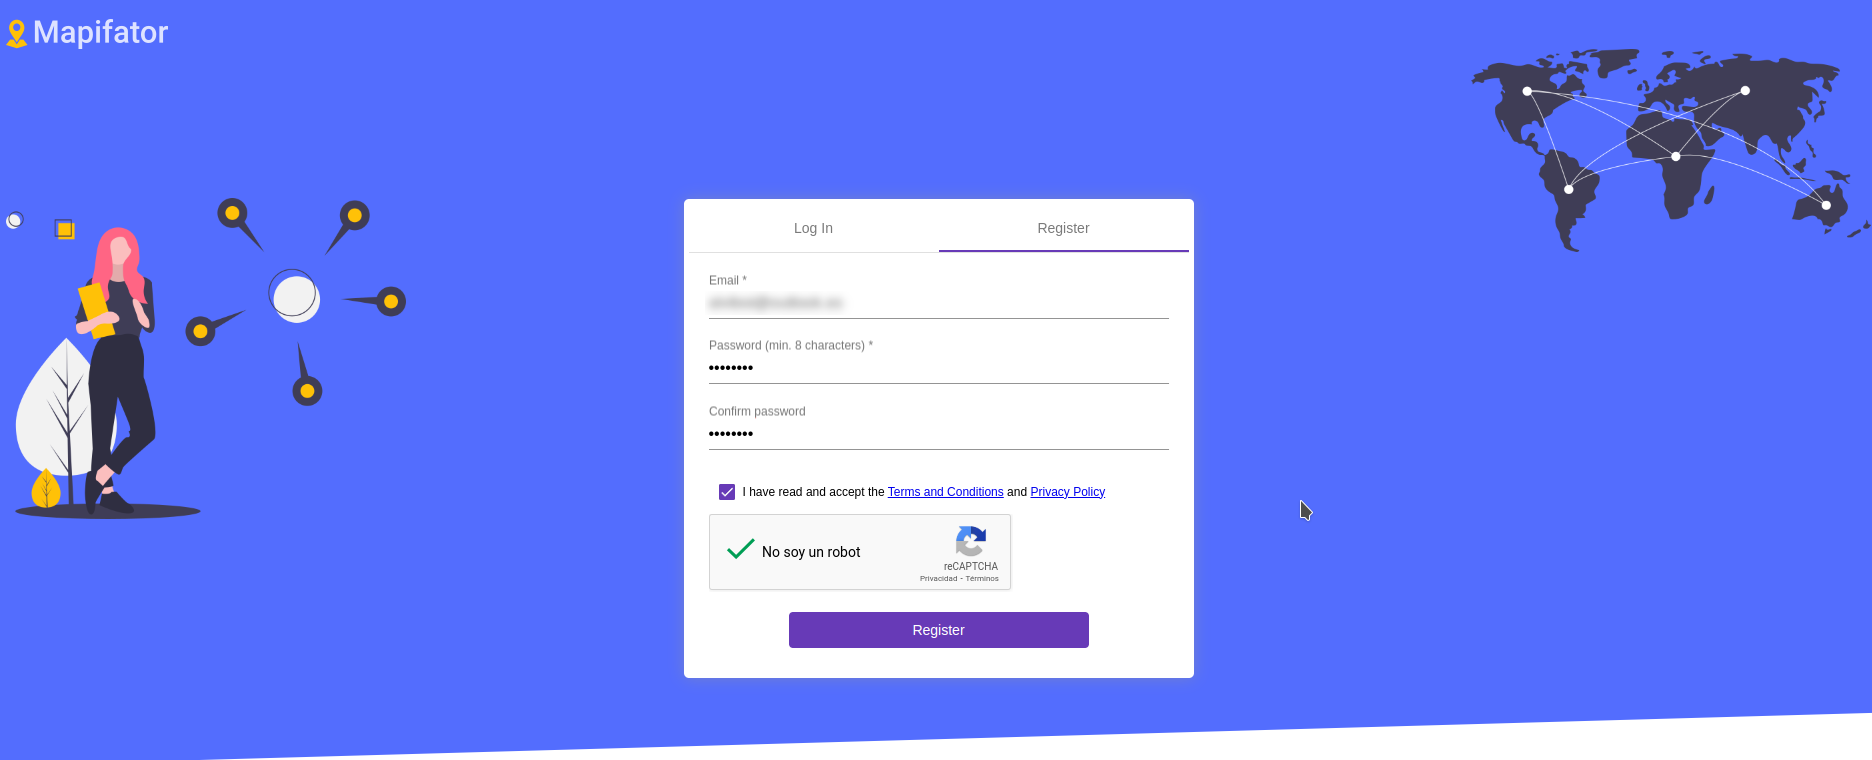 Mapifator
Log In
Register
Email *
Password (min. 8 characters) *
••••••••
Confirm password
••••••••
I have read and accept the Terms and Conditions and Privacy Policy
No soy un robot
reCAPTCHA
Privacidad - Términos
Register